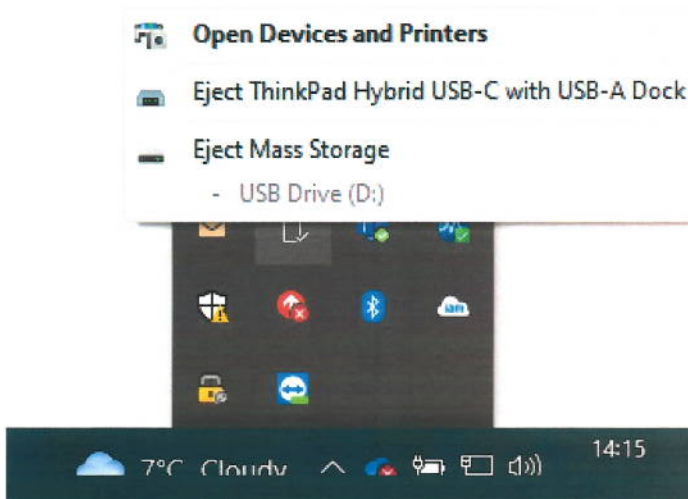 Open Devices and Printers
Eject ThinkPad Hybrid USB-C with USB-A Dock
Eject Mass Storage
- USB Drive (D:)
iam
7°C Cloudy
14:15